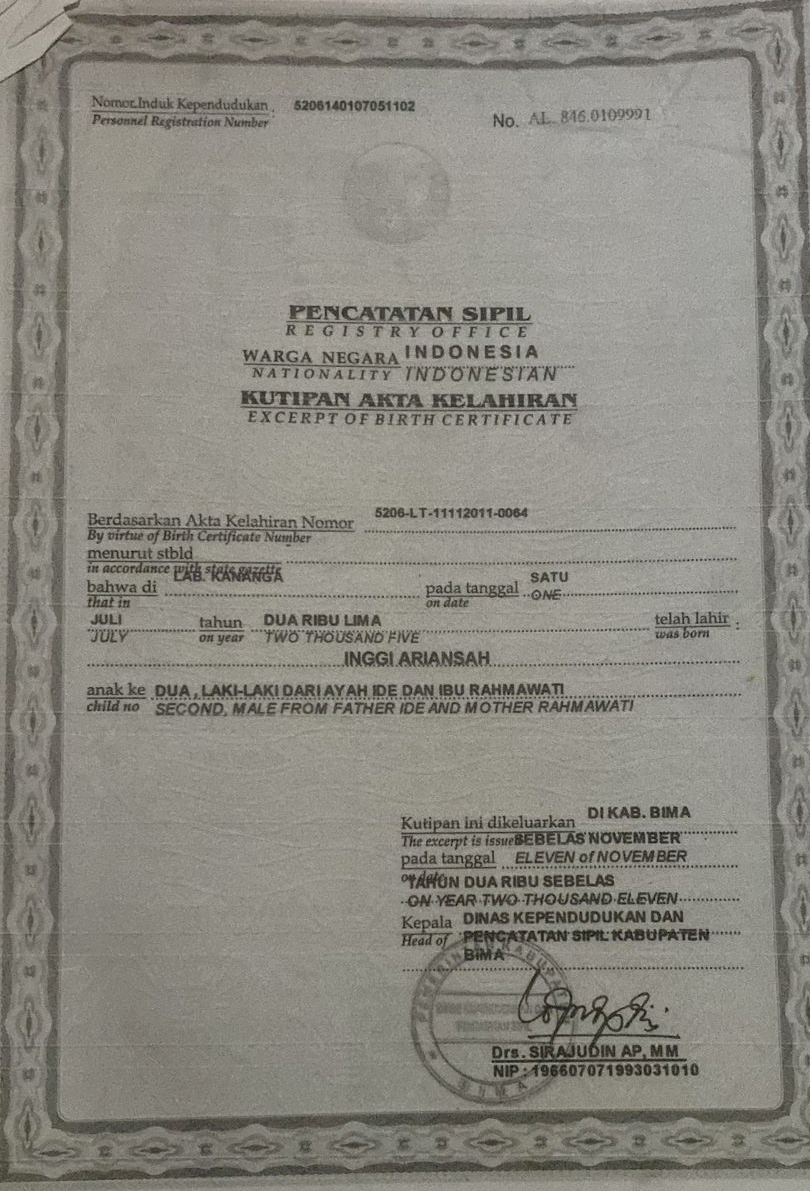 Nomor Induk Kependudukan : 5206140107051102
Personnel Registration Number
No. AL. 846.0109991
PENCATATAN SIPIL
REGISTRY OFFICE
WARGA NEGARA INDONESIA
NATIONALITY INDONESIAN
KUTIPAN AKTA KELAHIRAN
EXCERPT OF BIRTH CERTIFICATE
Berdasarkan Akta Kelahiran Nomor 5206-LT-11112011-0064
By virtue of Birth Certificate Number
menurut stbld
in accordance with state gazette
bahwa di LAB. KANANGA pada tanggal SATU
that in on date ONE
JULI tahun DUA RIBU LIMA telah lahir :
JULY on year TWO THOUSAND FIVE was born
INGGI ARIANSAH
anak ke DUA , LAKI-LAKI DARI AYAH IDE DAN IBU RAHMAWATI
child no SECOND, MALE FROM FATHER IDE AND MOTHER RAHMAWATI
Kutipan ini dikeluarkan DI KAB. BIMA
The excerpt is issue SEBELAS NOVEMBER
pada tanggal ELEVEN of NOVEMBER
on date TAHUN DUA RIBU SEBELAS
ON YEAR TWO THOUSAND ELEVEN
Kepala DINAS KEPENDUDUKAN DAN
Head of PENCATATAN SIPIL KABUPATEN
BIMA
Drs. SIRAJUDIN AP, MM
NIP : 196607071993031010
BIMA